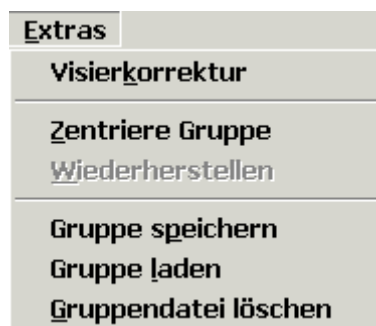 Extras
Visierkorrektur
Zentriere Gruppe
Wiederherstellen
Gruppe speichern
Gruppe laden
Gruppendatei löschen